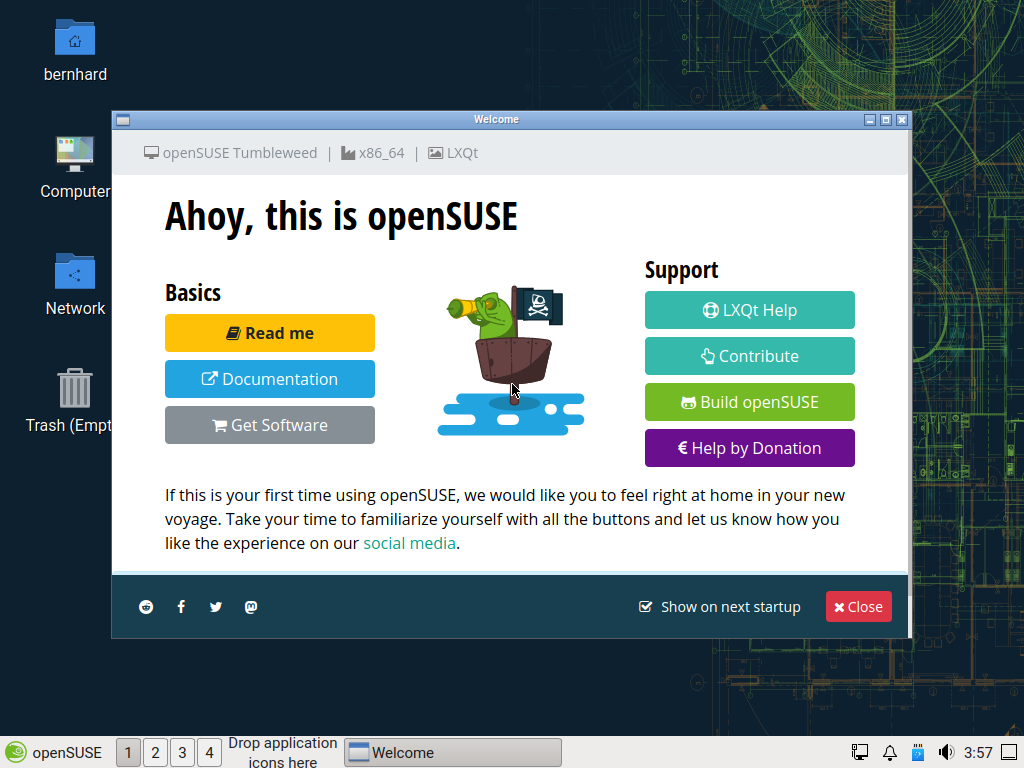 bernhard
Computer
Network
Trash (Empt
Welcome
openSUSE Tumbleweed | x86_64 | LXQt
Ahoy, this is openSUSE
Basics
Read me
Documentation
Get Software
Support
LXQt Help
Contribute
Build openSUSE
Help by Donation
If this is your first time using openSUSE, we would like you to feel right at home in your new
voyage. Take your time to familiarize yourself with all the buttons and let us know how you
like the experience on our social media.
Show on next startup
Close
openSUSE
1 2 3 4
Drop application
icons here
Welcome
3:57